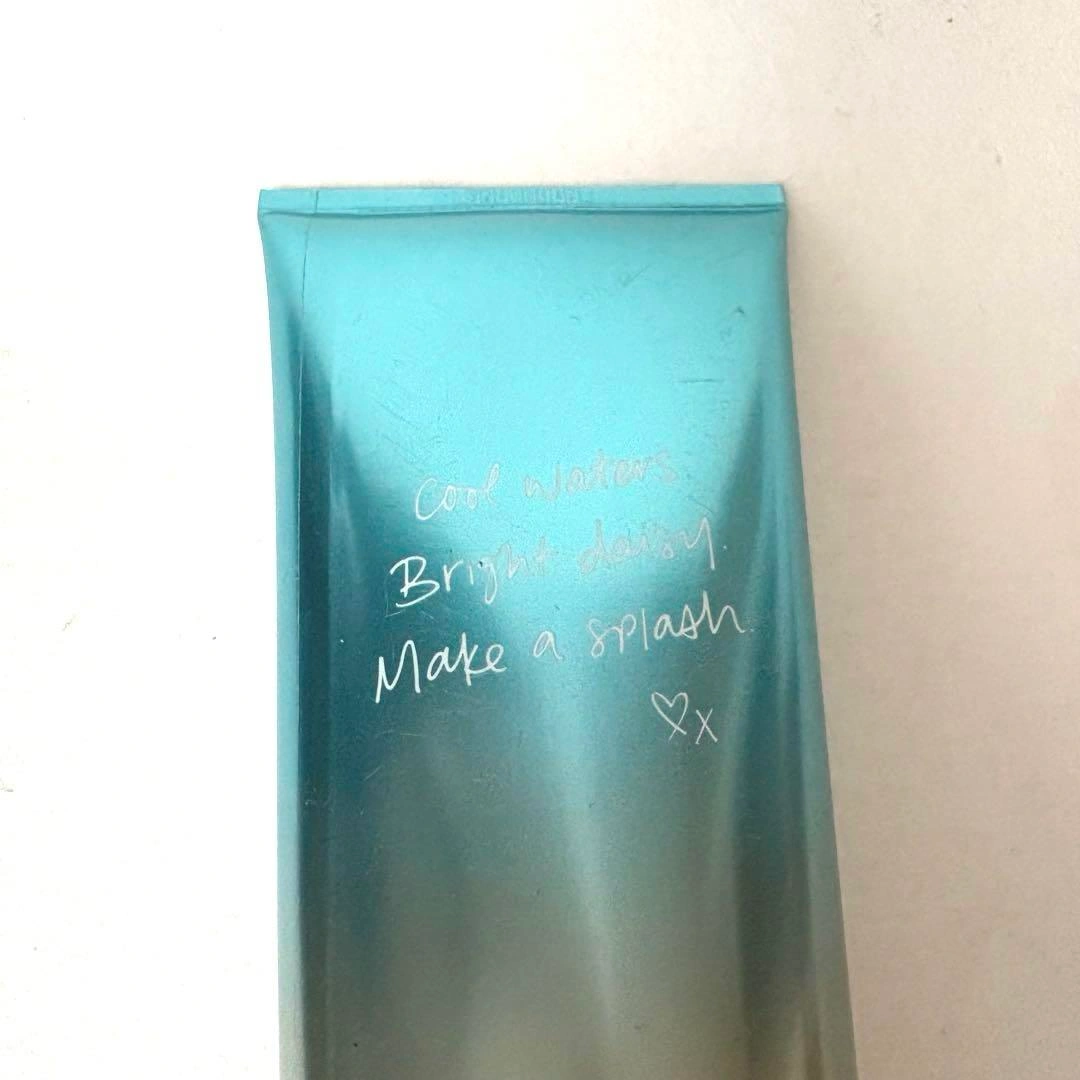 Cool waters
Bright daisy
Make a splash
♡x